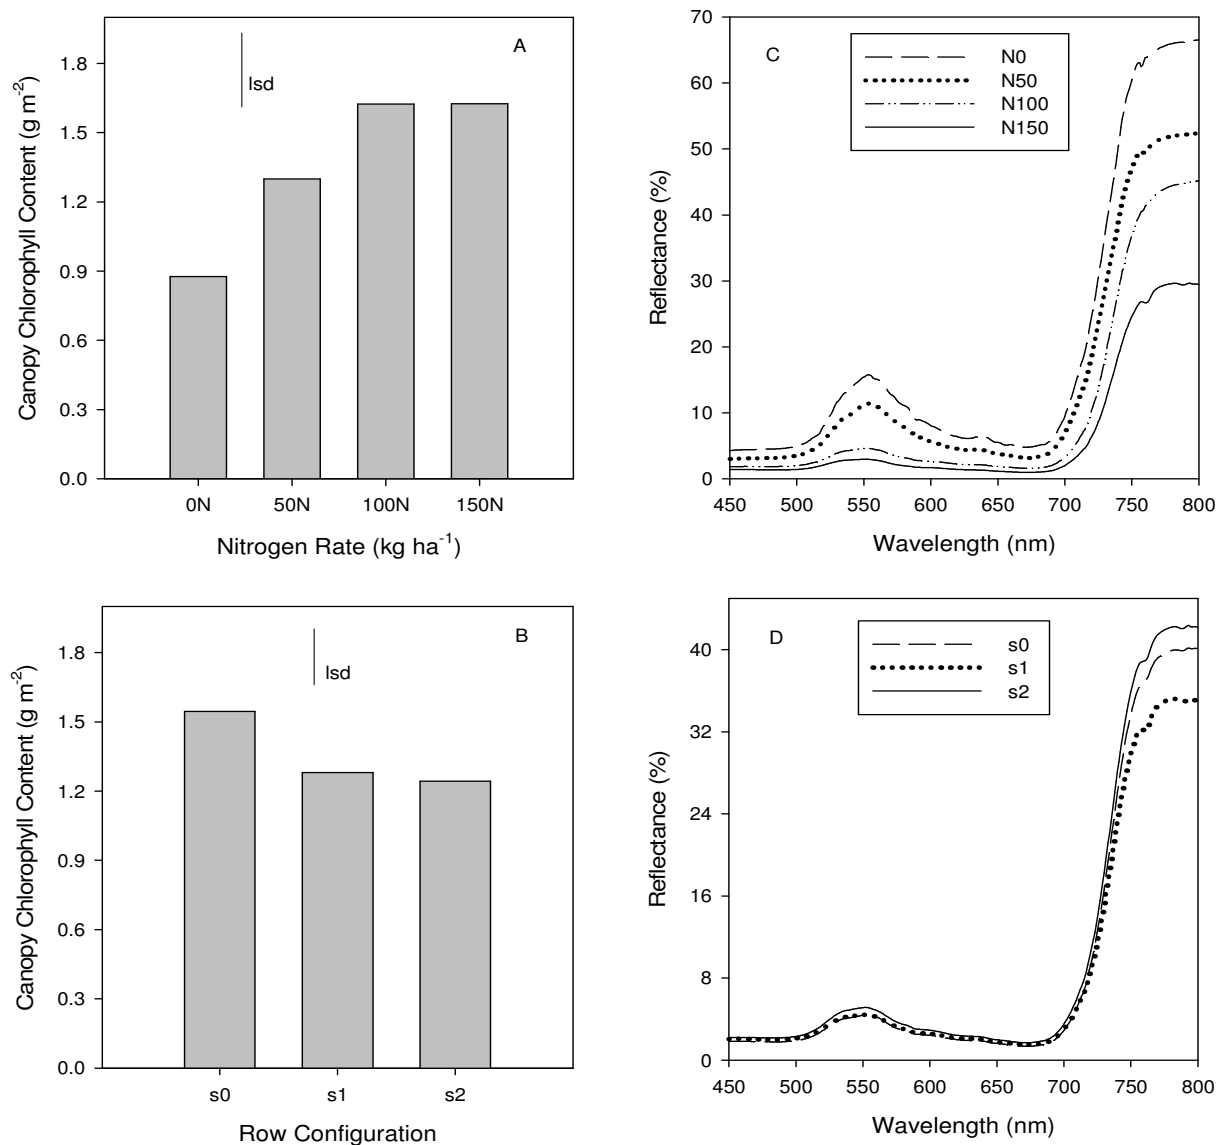 A
lsd
1.8
1.5
1.2
0.9
0.6
0.3
0.0
Canopy Chlorophyll Content (g m⁻²)
0N 50N 100N 150N
Nitrogen Rate (kg ha⁻¹)
C
N0
N50
N100
N150
70
60
50
40
30
20
10
0
Reflectance (%)
450 500 550 600 650 700 750 800
Wavelength (nm)
B
lsd
1.8
1.5
1.2
0.9
0.6
0.3
0.0
Canopy Chlorophyll Content (g m⁻²)
s0 s1 s2
Row Configuration
D
s0
s1
s2
40
32
24
16
8
0
Reflectance (%)
450 500 550 600 650 700 750 800
Wavelength (nm)